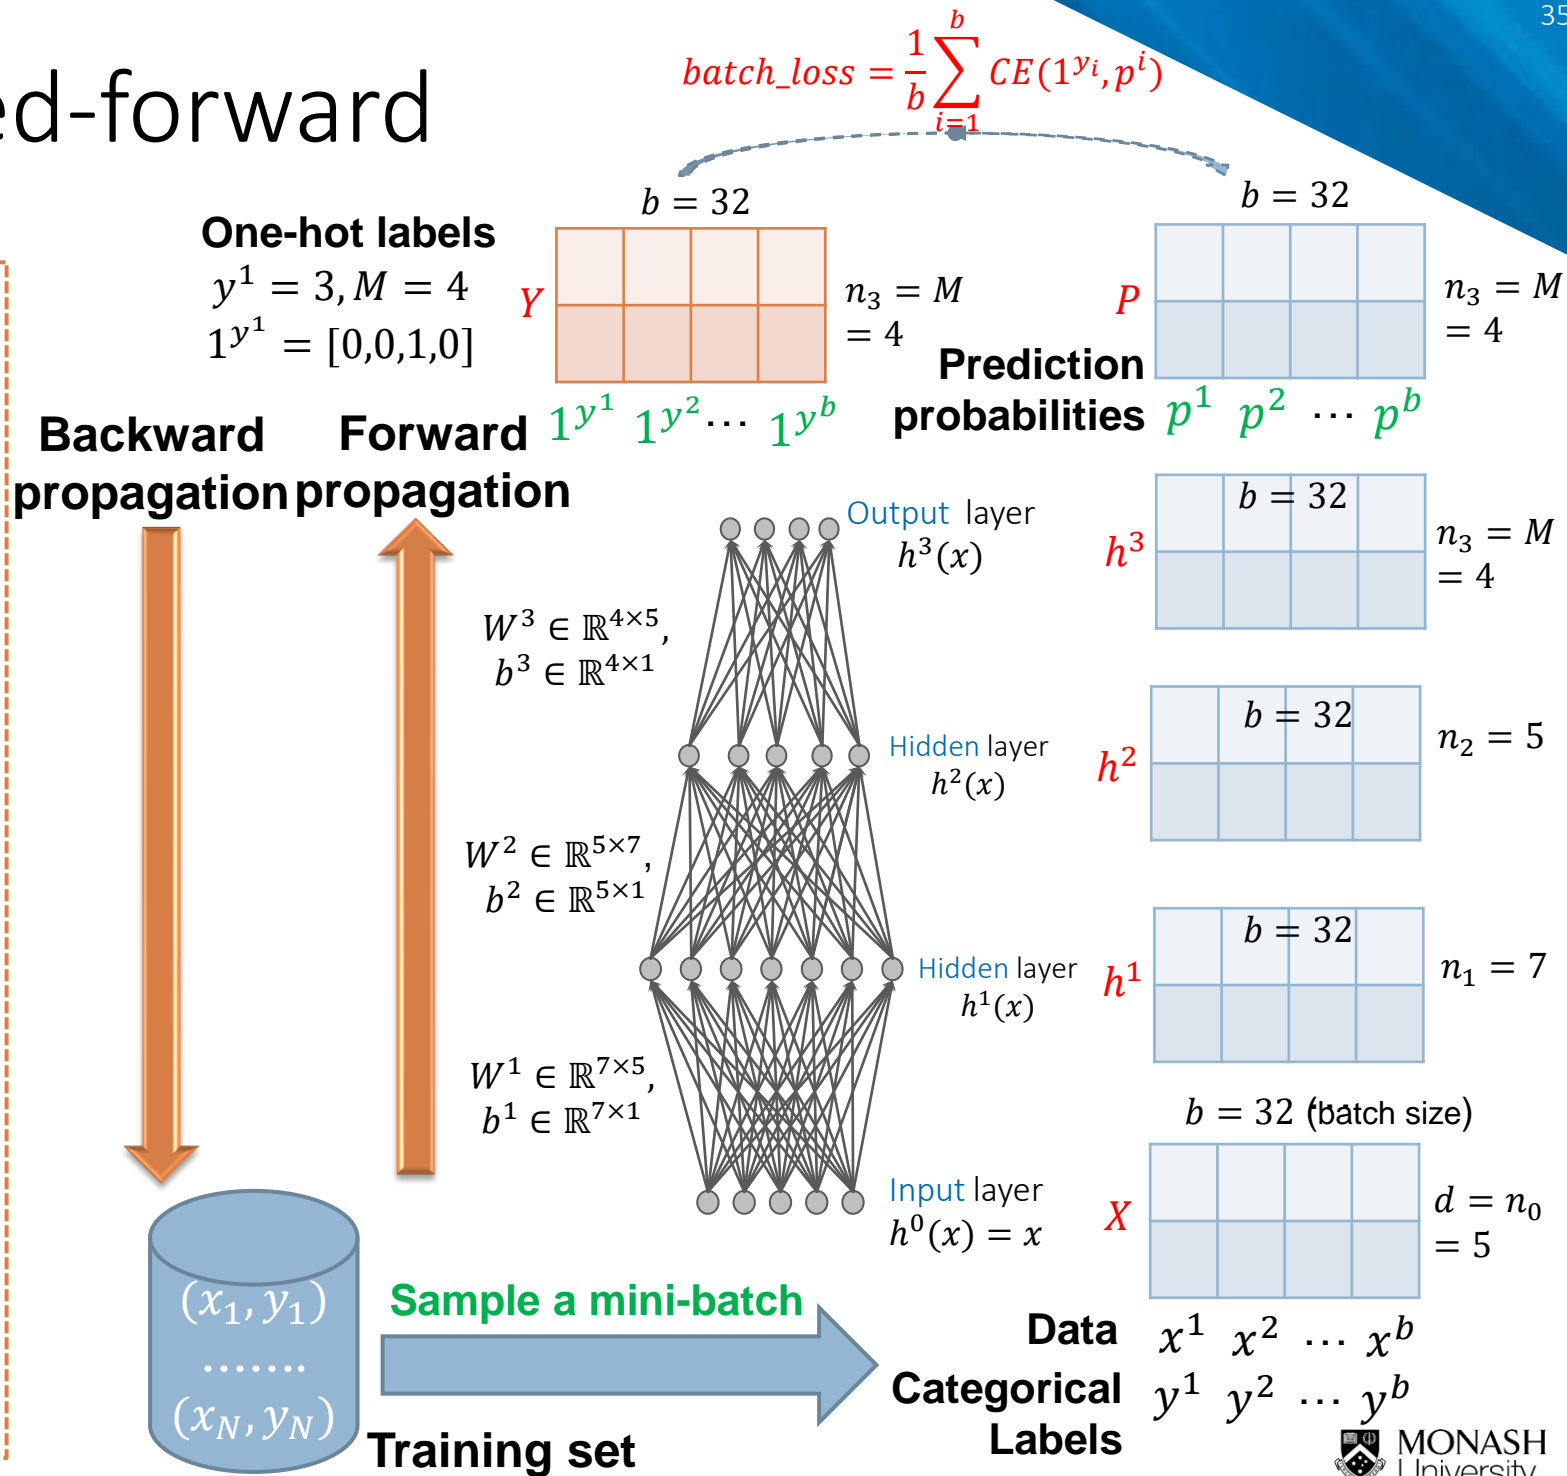 35
ed-forward
batch_loss = \frac{1}{b} \sum_{i=1}^{b} CE(1^{y_i}, p^i)
One-hot labels
y^1 = 3, M = 4
1^{y^1} = [0,0,1,0]
b = 32
Y
n_3 = M
= 4
1^{y^1} 1^{y^2} ⋯ 1^{y^b}
b = 32
P
n_3 = M
= 4
Prediction
probabilities
p^1 p^2 ⋯ p^b
Backward
propagation
Forward
propagation
Output layer
h^3(x)
h^3
b = 32
n_3 = M
= 4
W^3 ∈ ℝ^{4×5},
b^3 ∈ ℝ^{4×1}
Hidden layer
h^2(x)
h^2
b = 32
n_2 = 5
W^2 ∈ ℝ^{5×7},
b^2 ∈ ℝ^{5×1}
Hidden layer
h^1(x)
h^1
b = 32
n_1 = 7
W^1 ∈ ℝ^{7×5},
b^1 ∈ ℝ^{7×1}
b = 32 (batch size)
Input layer
h^0(x) = x
X
d = n_0
= 5
(x_1, y_1)
.......
(x_N, y_N)
Sample a mini-batch
Training set
Data x^1 x^2 ⋯ x^b
Categorical
Labels
y^1 y^2 ⋯ y^b
MONASH
University